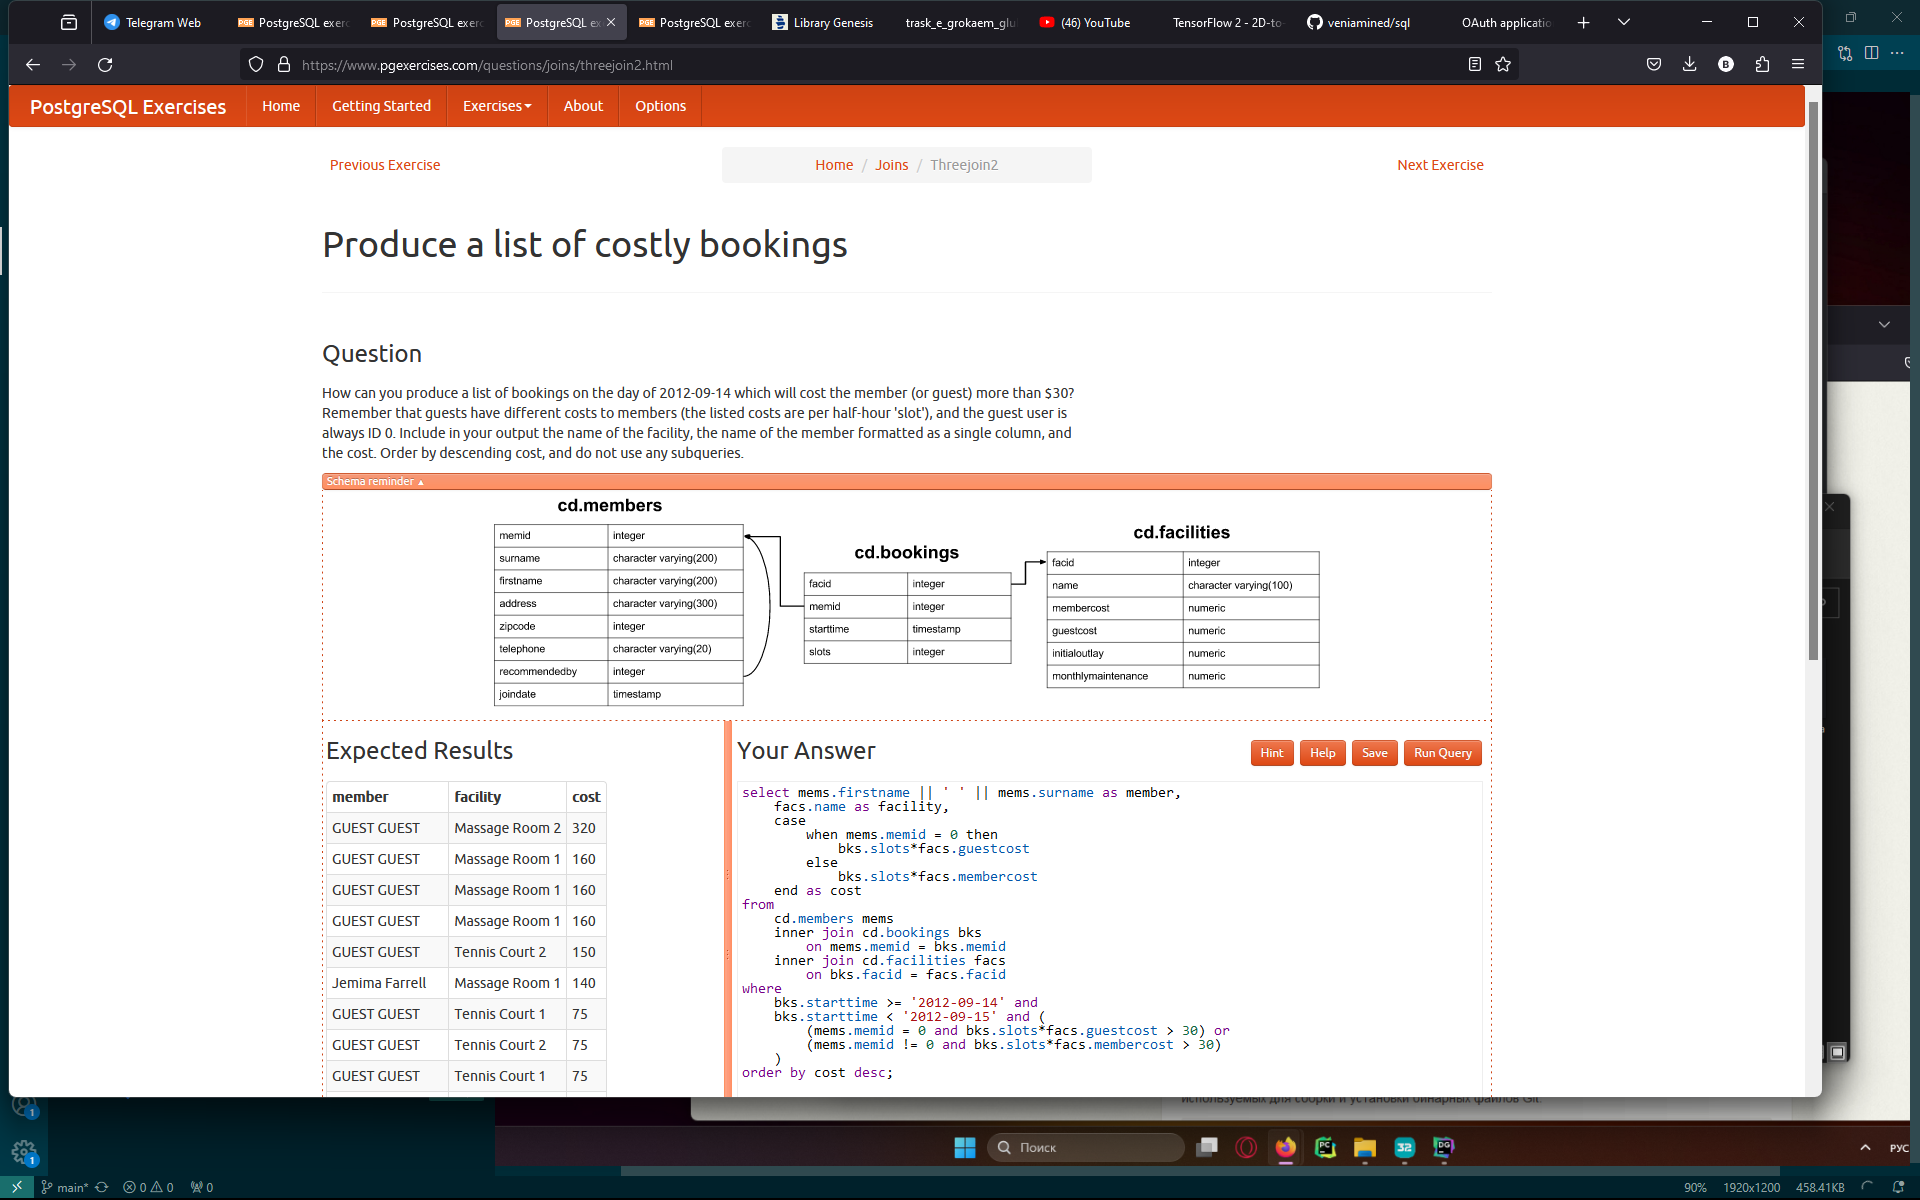 Telegram Web
PostgreSQL exerc
PostgreSQL exerc
PostgreSQL ex
PostgreSQL exerc
Library Genesis
trask_e_grokaem_glu
(46) YouTube
TensorFlow 2 - 2D-to-
veniamined/sql
OAuth applicatio
https://www.pgexercises.com/questions/joins/threejoin2.html
PostgreSQL Exercises
Home
Getting Started
Exercises
About
Options
Previous Exercise
Home / Joins / Threejoin2
Next Exercise
Produce a list of costly bookings
Question
How can you produce a list of bookings on the day of 2012-09-14 which will cost the member (or guest) more than $30?
Remember that guests have different costs to members (the listed costs are per half-hour 'slot'), and the guest user is
always ID 0. Include in your output the name of the facility, the name of the member formatted as a single column, and
the cost. Order by descending cost, and do not use any subqueries.
Schema reminder ▲
cd.members
memid integer
surname character varying(200)
firstname character varying(200)
address character varying(300)
zipcode integer
telephone character varying(20)
recommendedby integer
joindate timestamp
cd.bookings
facid integer
memid integer
starttime timestamp
slots integer
cd.facilities
facid integer
name character varying(100)
membercost numeric
guestcost numeric
initialoutlay numeric
monthlymaintenance numeric
Expected Results
member facility cost
GUEST GUEST Massage Room 2 320
GUEST GUEST Massage Room 1 160
GUEST GUEST Massage Room 1 160
GUEST GUEST Massage Room 1 160
GUEST GUEST Tennis Court 2 150
Jemima Farrell Massage Room 1 140
GUEST GUEST Tennis Court 1 75
GUEST GUEST Tennis Court 2 75
GUEST GUEST Tennis Court 1 75
Your Answer
Hint
Help
Save
Run Query
select mems.firstname || ' ' || mems.surname as member,
facs.name as facility,
case
when mems.memid = 0 then
bks.slots*facs.guestcost
else
bks.slots*facs.membercost
end as cost
from
cd.members mems
inner join cd.bookings bks
on mems.memid = bks.memid
inner join cd.facilities facs
on bks.facid = facs.facid
where
bks.starttime >= '2012-09-14' and
bks.starttime < '2012-09-15' and (
(mems.memid = 0 and bks.slots*facs.guestcost > 30) or
(mems.memid != 0 and bks.slots*facs.membercost > 30)
)
order by cost desc;
используемых для сборки и установки бинарных файлов Git.
Поиск
РУС
main*
0
0
0
90%
1920x1200
458.41KB